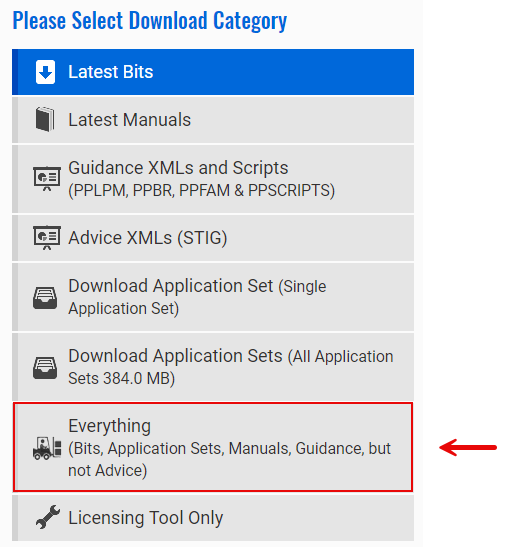 Please Select Download Category
Latest Bits
Latest Manuals
Guidance XMLs and Scripts
(PPLPM, PPBR, PPFAM & PPSCRIPTS)
Advice XMLs (STIG)
Download Application Set (Single
Application Set)
Download Application Sets (All Application
Sets 384.0 MB)
Everything
(Bits, Application Sets, Manuals, Guidance, but
not Advice)
Licensing Tool Only